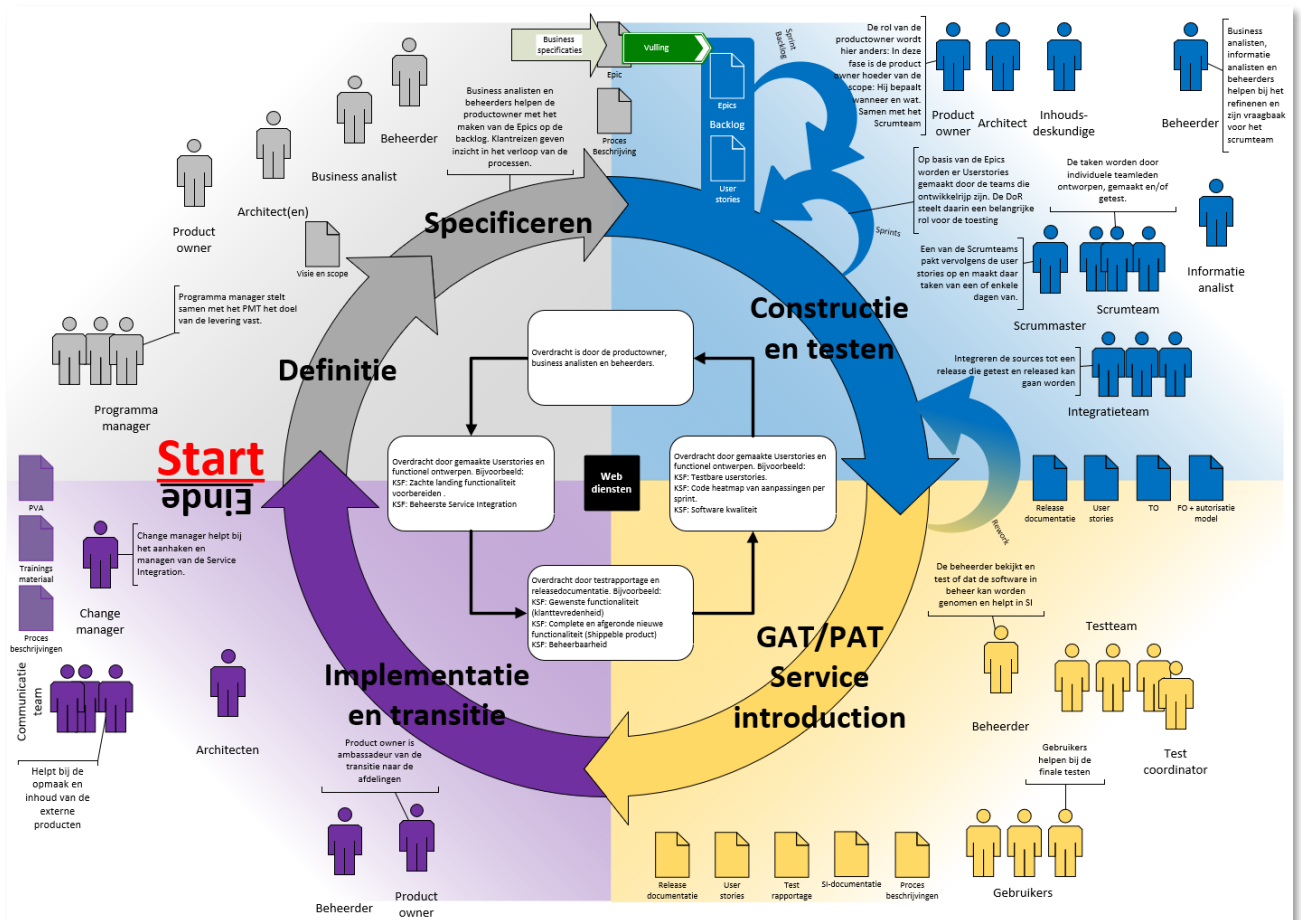 Business
specificaties
Vulling
Epic
Proces
Beschrijving
Epics
Backlog
User
stories
Sprint
Backlog
Sprints
Beheerder
Business analist
Architect(en)
Product
owner
Visie en scope
Business analisten en
beheerders helpen de
productowner met het
maken van de Epics op de
backlog. Klantreizen geven
inzicht in het verloop van de
processen.
Specificeren
Programma manager stelt
samen met het PMT het doel
van de levering vast.
Programma
manager
Definitie
De rol van de
productowner wordt
hier anders: In deze
fase is de product
owner hoeder van de
scope: Hij bepaalt
wanneer en wat.
Samen met het
Scrumteam
Product
owner
Architect
Inhouds-
deskundige
Beheerder
Business
analisten,
informatie
analisten en
beheerders
helpen bij het
refinenen en
zijn vraagbaak
voor het
scrumteam
Op basis van de Epics
worden er Userstories
gemaakt door de teams die
ontwikkelrijp zijn. De DoR
steelt daarin een belangrijke
rol voor de toesting
De taken worden door
individuele teamleden
ontworpen, gemaakt en/of
getest.
Een van de Scrumteams
pakt vervolgens de user
stories op en maakt daar
taken van een of enkele
dagen van.
Scrummaster
Scrumteam
Informatie
analist
Constructie
en testen
Integreren de sources tot een
release die getest en released kan
gaan worden
Integratieteam
Release
documentatie
User
stories
TO
FO + autorisatie
model
Rework
Overdracht is door de productowner,
business analisten en beheerders.
Overdracht door gemaakte Userstories en
functionel ontwerpen. Bijvoorbeeld:
KSF: Zachte landing functionaliteit
voorbereiden .
KSF: Beheerste Service Integration
Web
diensten
Overdracht door gemaakte Userstories en
functionel ontwerpen. Bijvoorbeeld:
KSF: Testbare userstories.
KSF: Code heatmap van aanpassingen per
sprint.
KSF: Software kwaliteit
Overdracht door testrapportage en
releasedocumentatie. Bijvoorbeeld:
KSF: Gewenste functionaliteit
(klanttevredenheid)
KSF: Complete en afgeronde nieuwe
functionaliteit (Shippeble product)
KSF: Beheerbaarheid
Start
Einde
PVA
Trainings
materiaal
Proces
beschrijvingen
Change manager helpt bij
het aanhaken en
managen van de Service
Integration.
Change
manager
Communicatie
team
Helpt bij de
opmaak en
inhoud van de
externe
producten
Architecten
Implementatie
en transitie
Product owner is
ambassadeur van de
transitie naar de
afdelingen
Beheerder
Product
owner
De beheerder bekijkt en
test of dat de software in
beheer kan worden
genomen en helpt in SI
Beheerder
Testteam
Test
coordinator
GAT/PAT
Service
introduction
Gebruikers
helpen bij de
finale testen
Gebruikers
Release
documentatie
User
stories
Test
rapportage
SI-documentatie
Proces
beschrijvingen